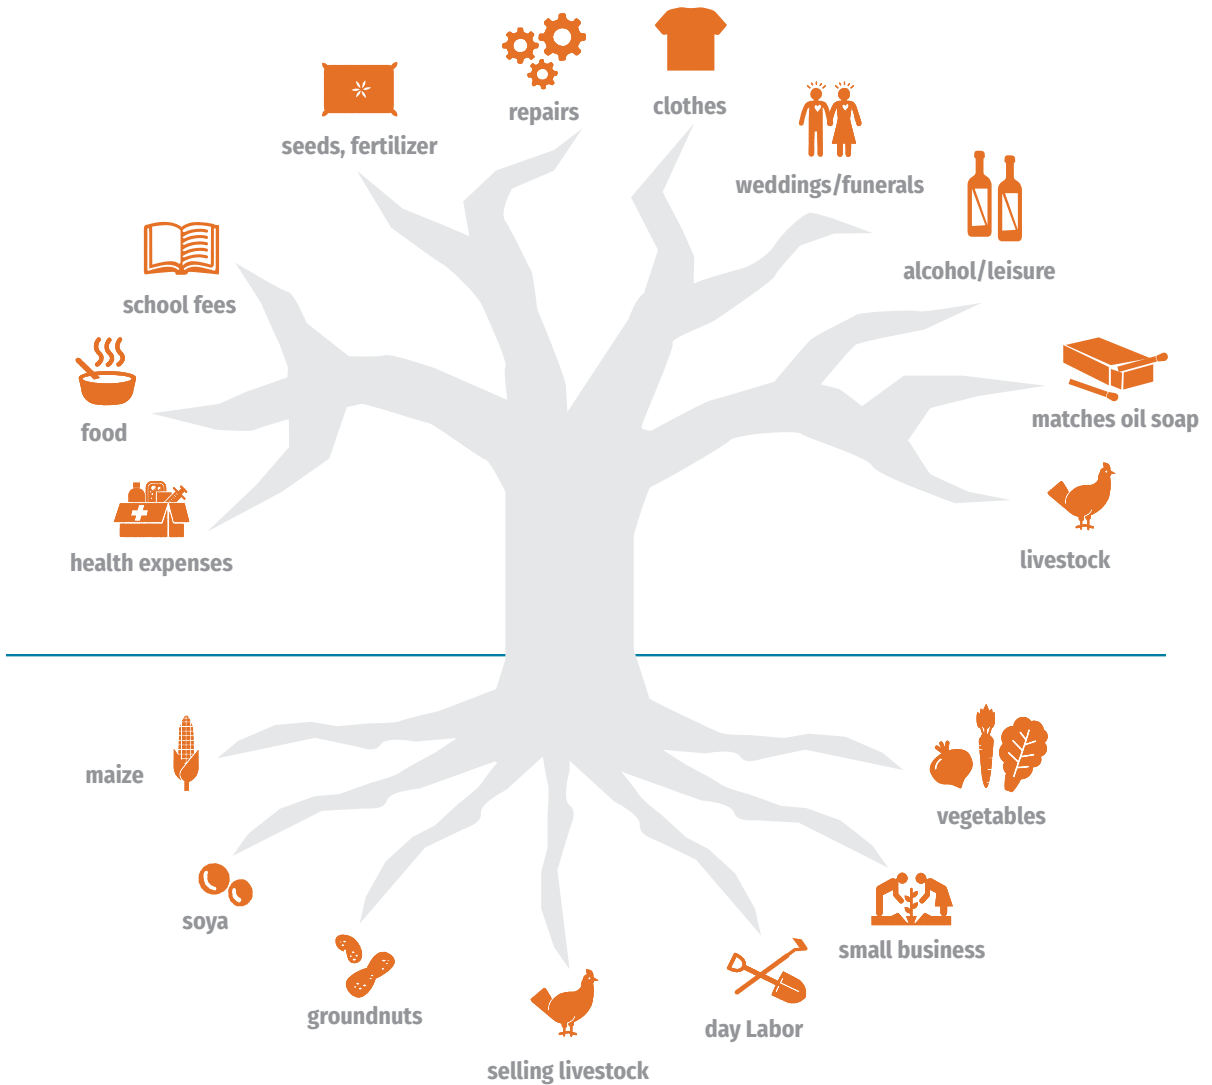 repairs
clothes
seeds, fertilizer
weddings/funerals
alcohol/leisure
school fees
matches oil soap
food
livestock
health expenses
maize
vegetables
soya
small business
groundnuts
day Labor
selling livestock